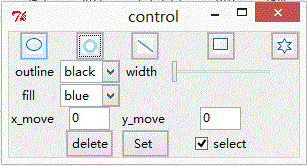 control
outline black width
fill blue
x_move 0 y_move 0
delete Set select